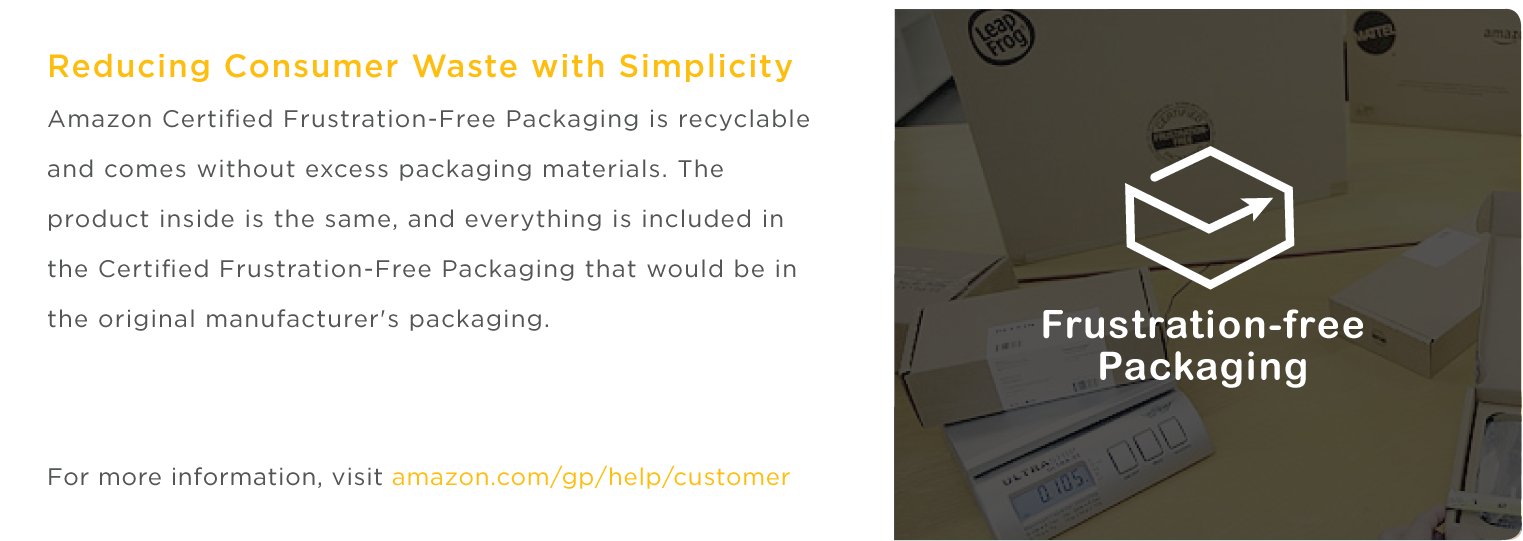 Reducing Consumer Waste with Simplicity
Amazon Certified Frustration-Free Packaging is recyclable
and comes without excess packaging materials. The
product inside is the same, and everything is included in
the Certified Frustration-Free Packaging that would be in
the original manufacturer's packaging.
For more information, visit amazon.com/gp/help/customer
Leap
Frog
MATTEL
CERTIFIED
FRUSTRATION
FREE
Frustration-free
Packaging
ULTRA
0.105